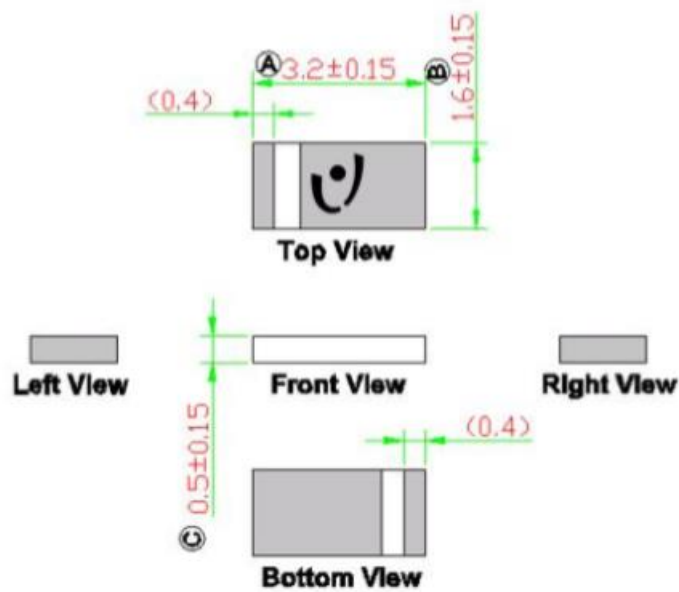 Ⓐ 3.2±0.15
Ⓑ 1.6±0.15
(0.4)
Top View
Left View
Front View
Right View
Ⓒ 0.5±0.15
(0.4)
Bottom View